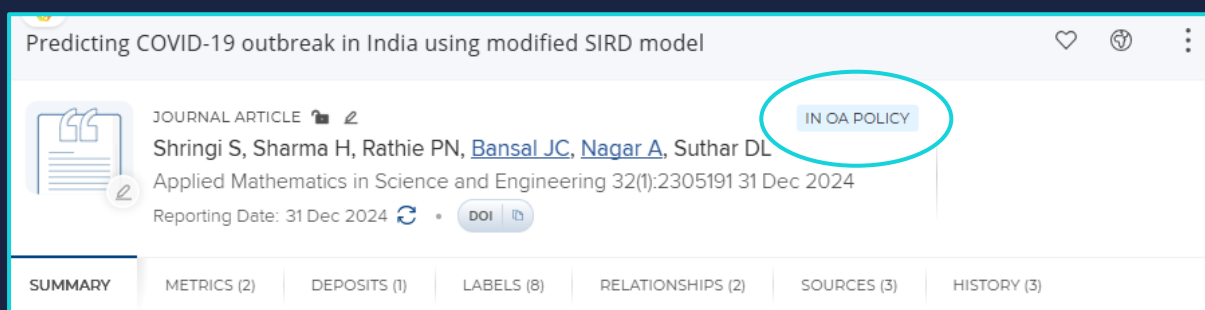 Predicting COVID-19 outbreak in India using modified SIRD model
JOURNAL ARTICLE
IN OA POLICY
Shringi S, Sharma H, Rathie PN, Bansal JC, Nagar A, Suthar DL
Applied Mathematics in Science and Engineering 32(1):2305191 31 Dec 2024
Reporting Date: 31 Dec 2024 • DOI
SUMMARY METRICS (2) DEPOSITS (1) LABELS (8) RELATIONSHIPS (2) SOURCES (3) HISTORY (3)